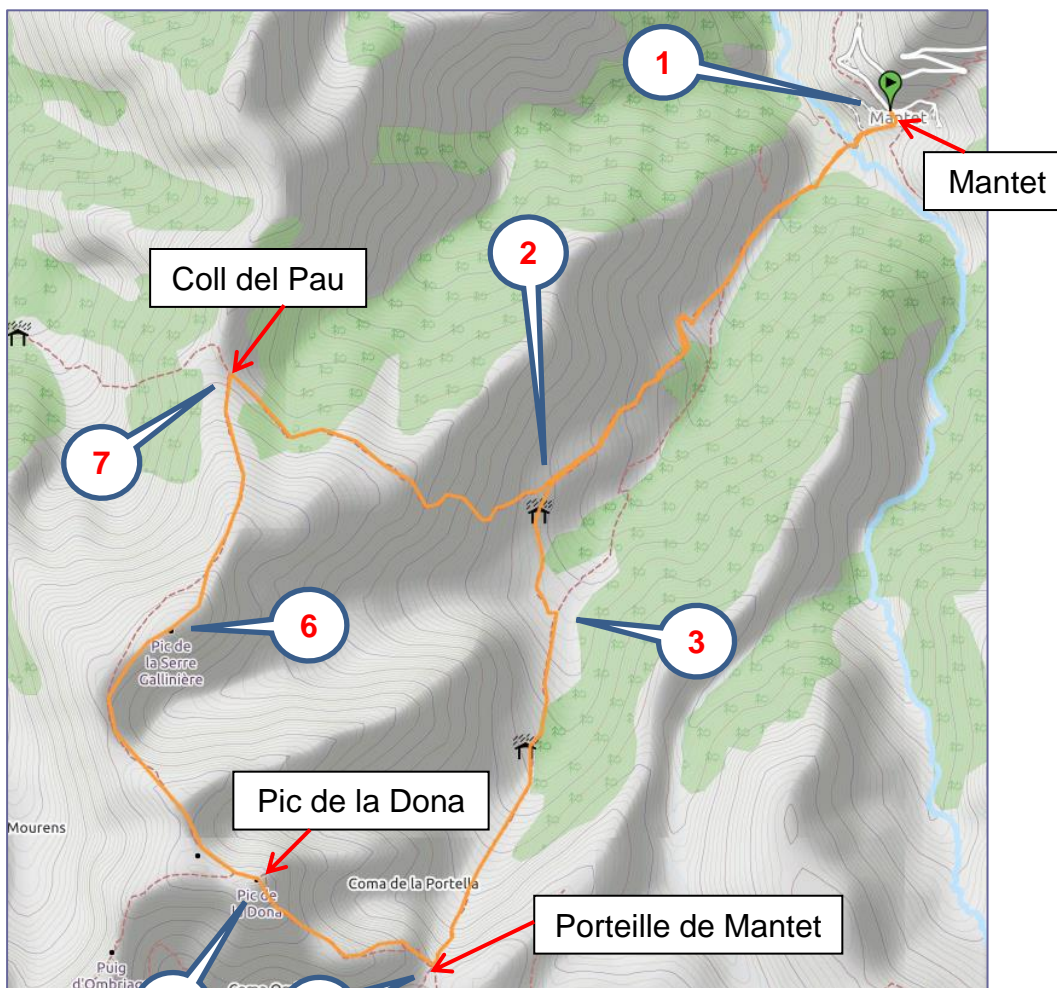 1
Mantet
Mantet
2
Coll del Pau
7
6
3
Pic de
la Serre
Gallinière
Pic de la Dona
Mourens
Pic de
la Dona
Coma de la Portella
Porteille de Mantet
Puig